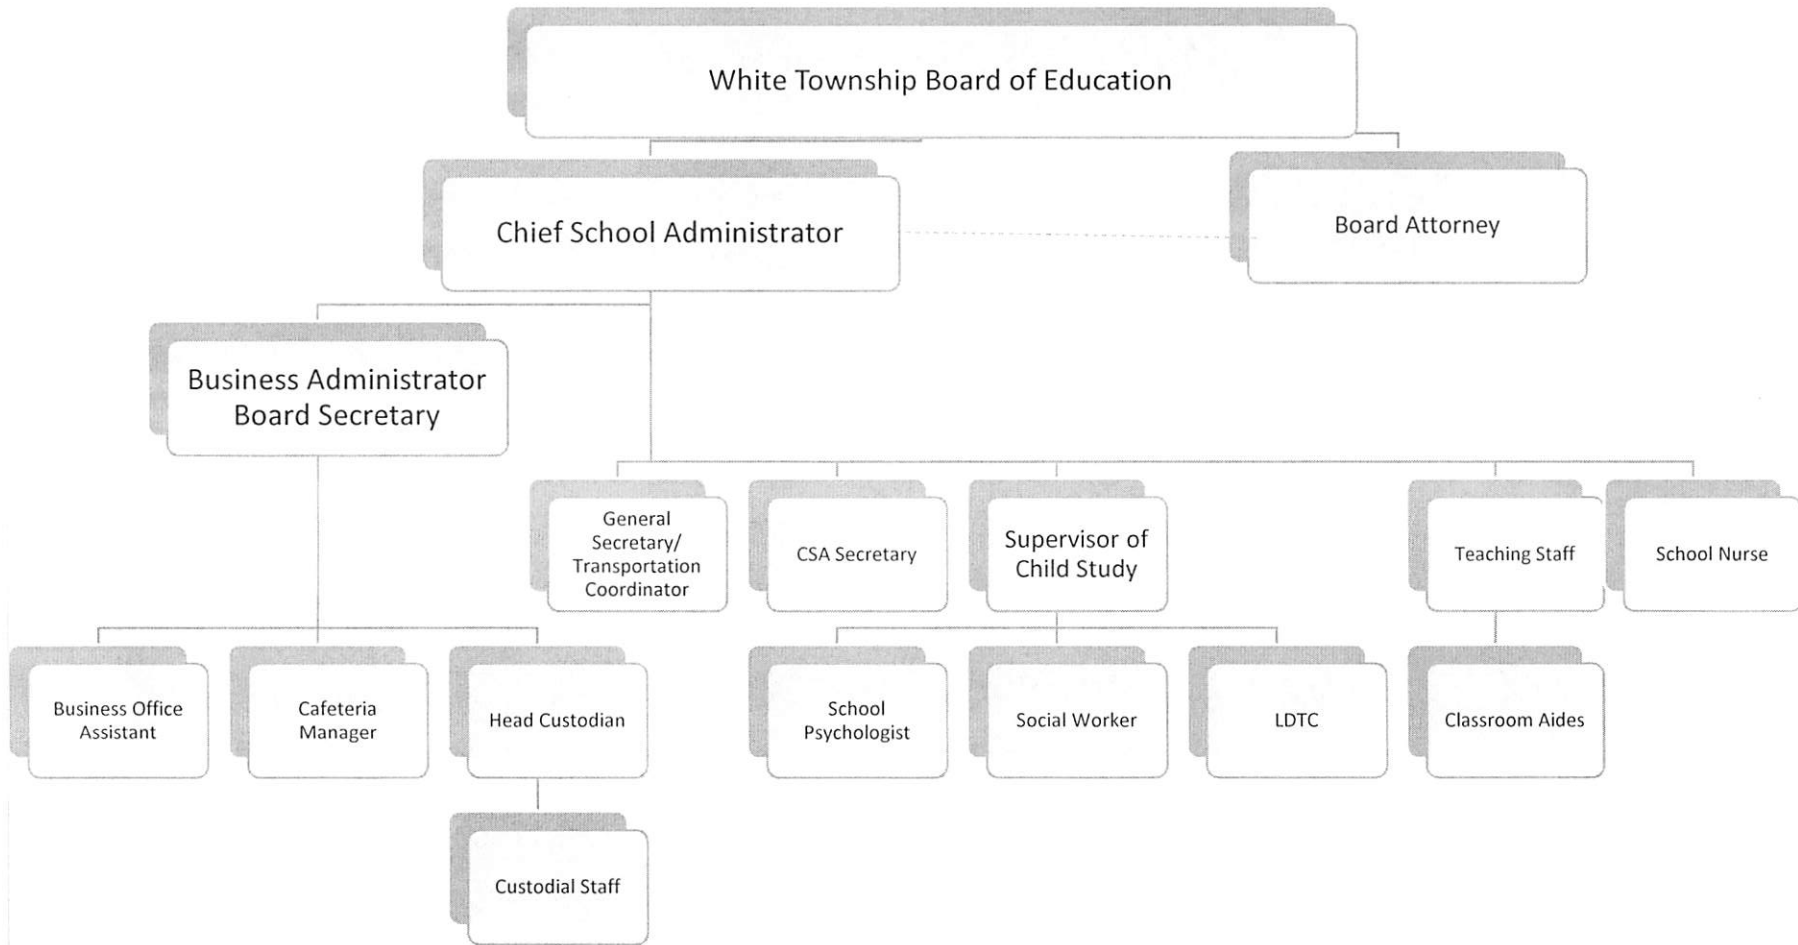 White Township Board of Education
Chief School Administrator
Board Attorney
Business Administrator
Board Secretary
General
Secretary/
Transportation
Coordinator
CSA Secretary
Supervisor of
Child Study
Teaching Staff
School Nurse
Business Office
Assistant
Cafeteria
Manager
Head Custodian
School
Psychologist
Social Worker
LDTC
Classroom Aides
Custodial Staff